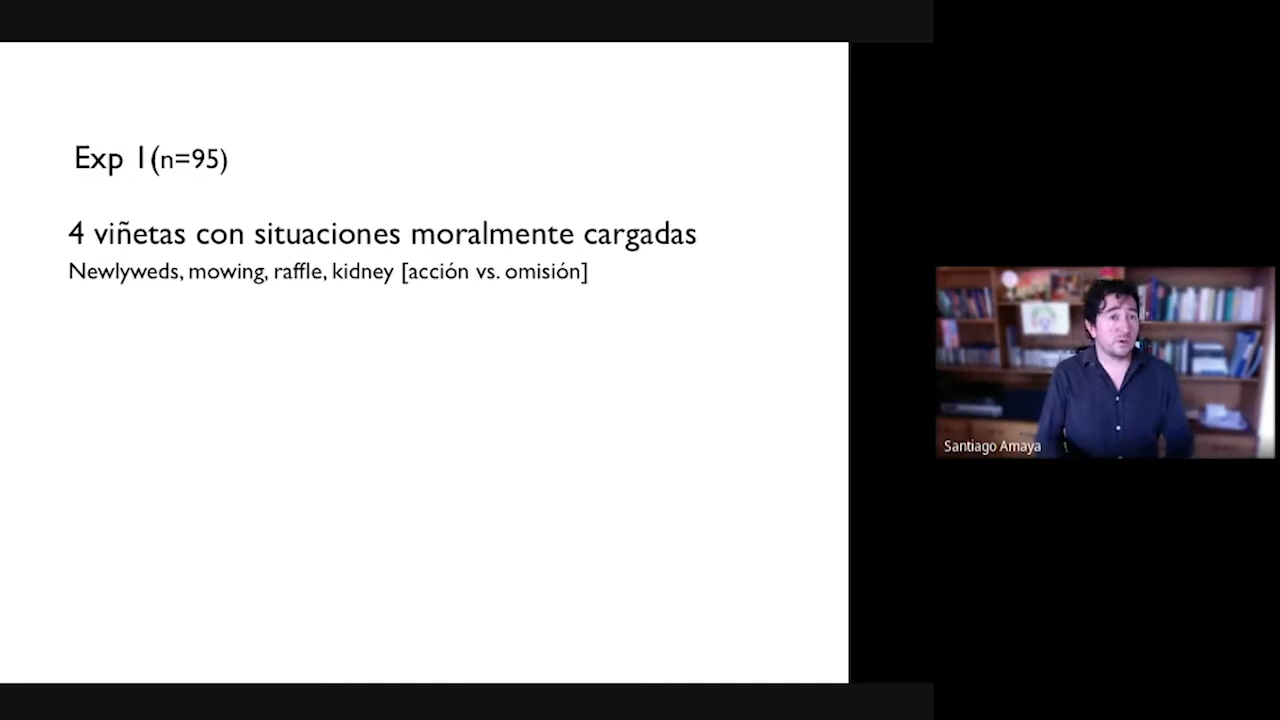 Exp 1(n=95)
4 viñetas con situaciones moralmente cargadas
Newlyweds, mowing, raffle, kidney [acción vs. omisión]
Santiago Amaya